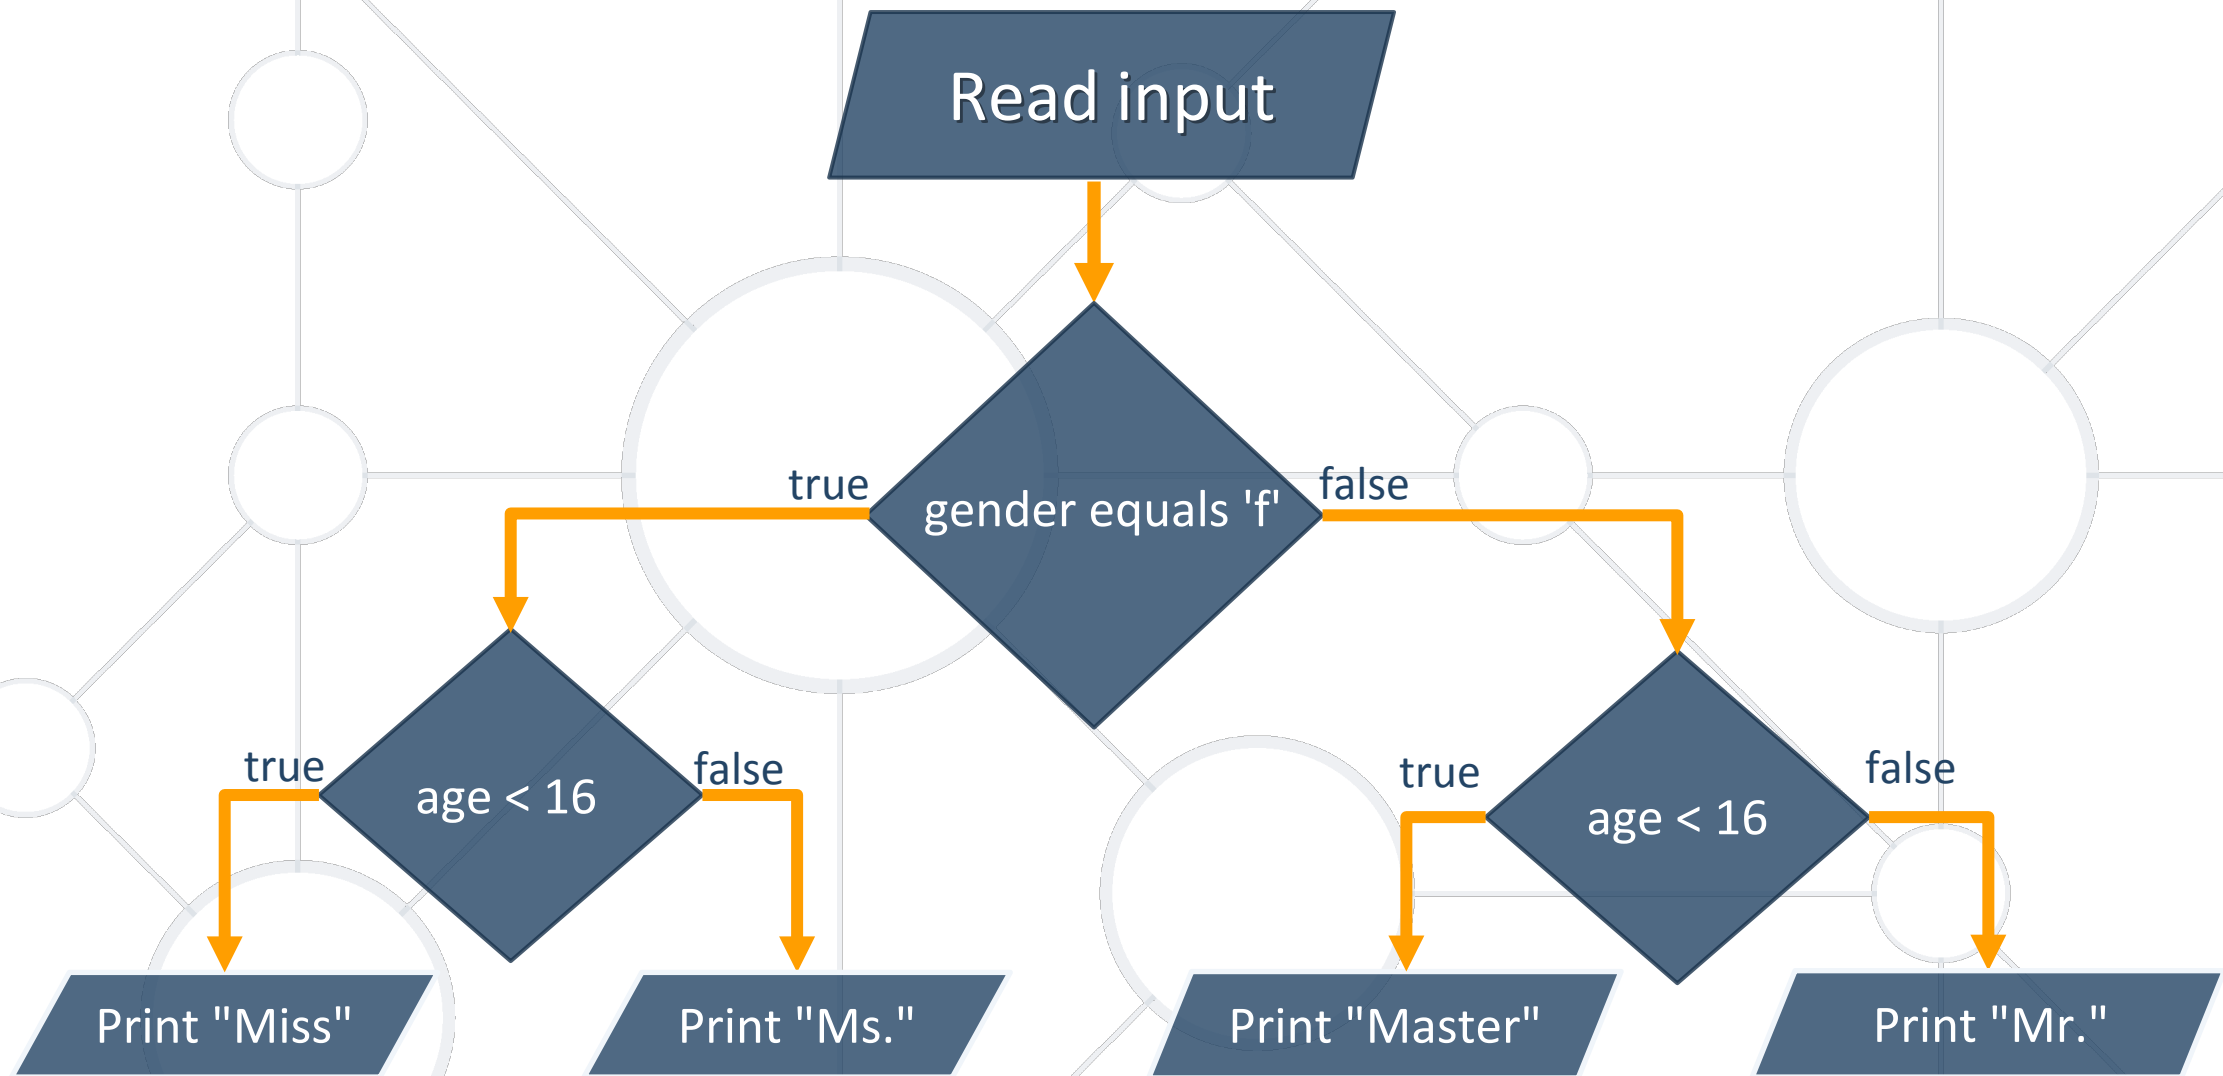 Read input
true
gender equals 'f'
false
true
age < 16
false
true
age < 16
false
Print "Miss"
Print "Ms."
Print "Master"
Print "Mr."